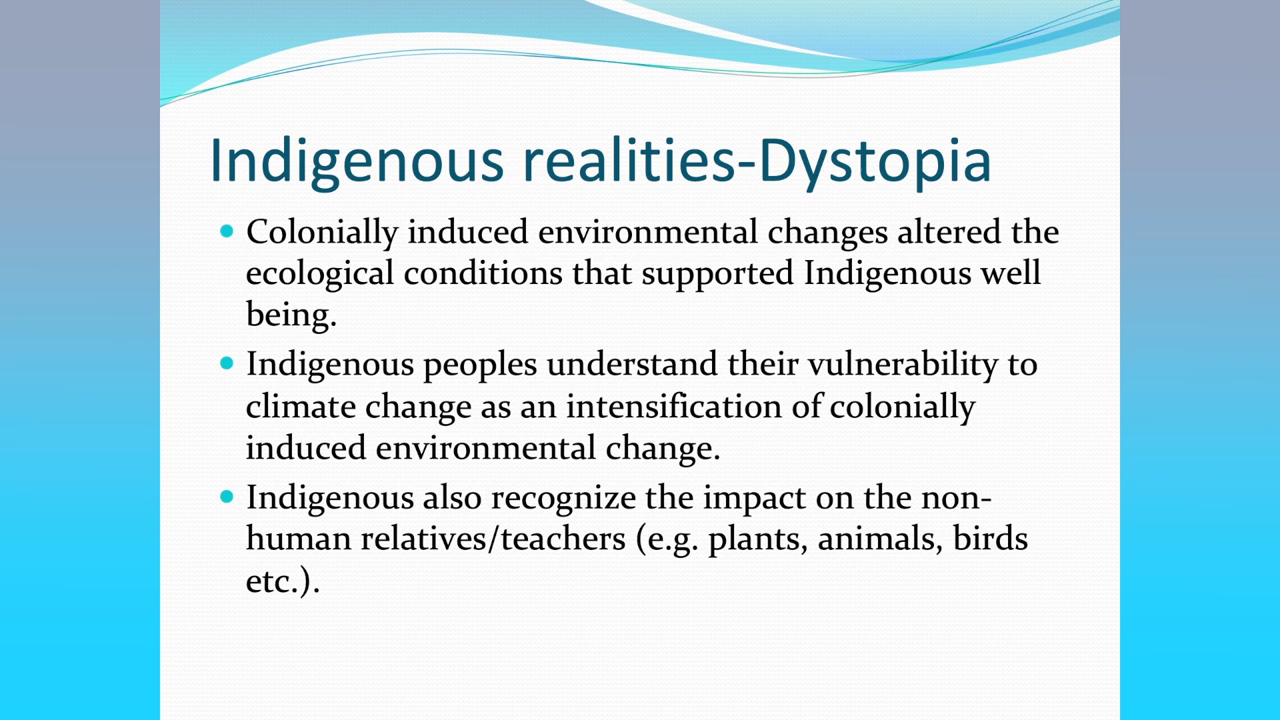 Indigenous realities-Dystopia
Colonially induced environmental changes altered the
ecological conditions that supported Indigenous well
being.
Indigenous peoples understand their vulnerability to
climate change as an intensification of colonially
induced environmental change.
Indigenous also recognize the impact on the non-
human relatives/teachers (e.g. plants, animals, birds
etc.).